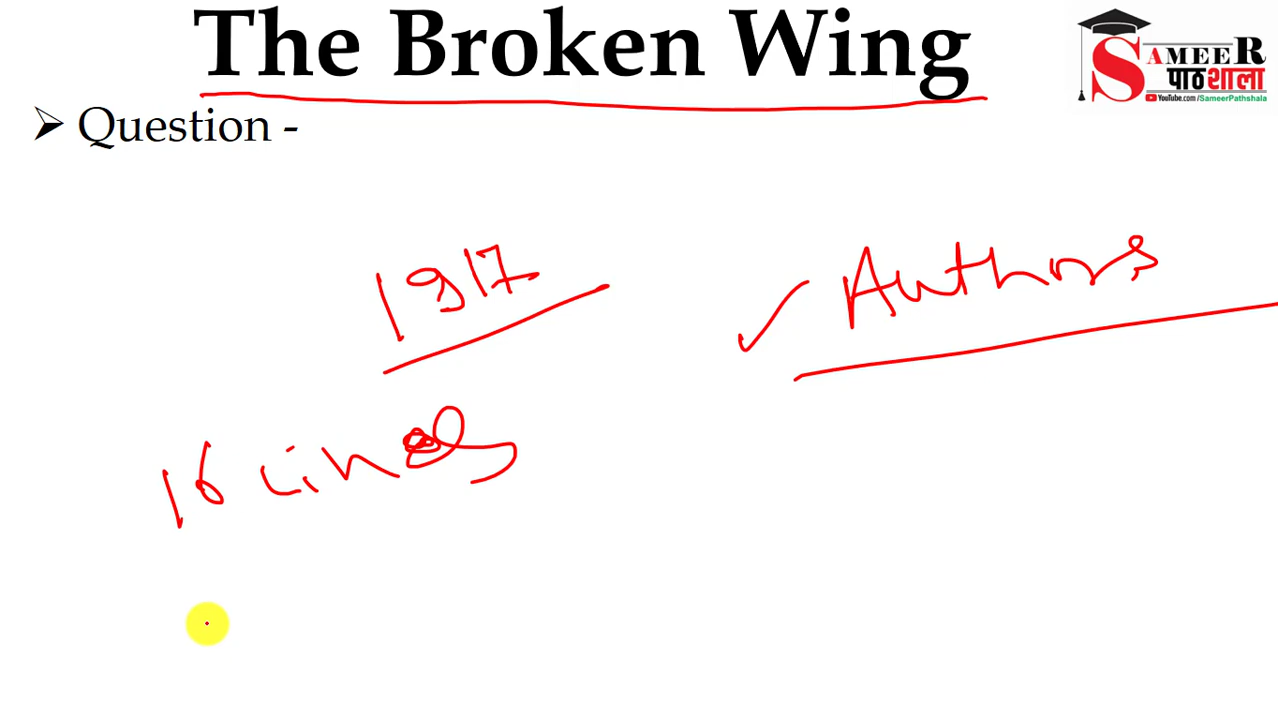 The Broken Wing
SAMEER
पाठशाला
YouTube.com/SameerPathshala
➢ Question -
1917
✓ Authors
16 Lines